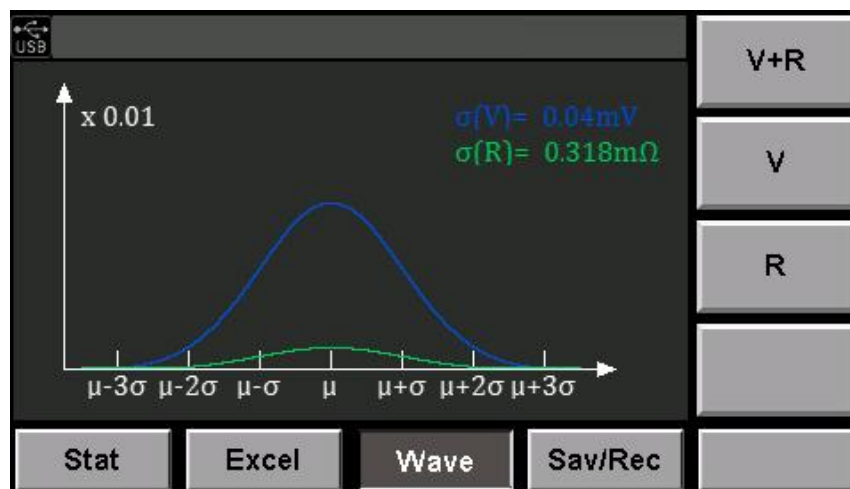 USB
x 0.01
σ(V)= 0.04mV
σ(R)= 0.318mΩ
μ-3σ μ-2σ μ-σ μ μ+σ μ+2σ μ+3σ
V+R
V
R
Stat Excel Wave Sav/Rec